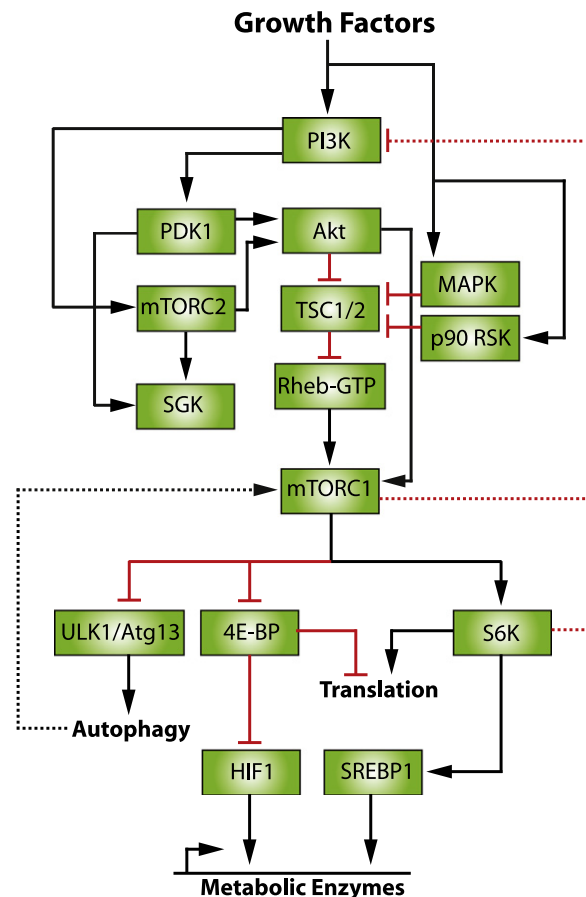 Growth Factors
PI3K
PDK1
Akt
MAPK
mTORC2
TSC1/2
p90 RSK
SGK
Rheb-GTP
mTORC1
ULK1/Atg13
4E-BP
S6K
Translation
Autophagy
HIF1
SREBP1
Metabolic Enzymes